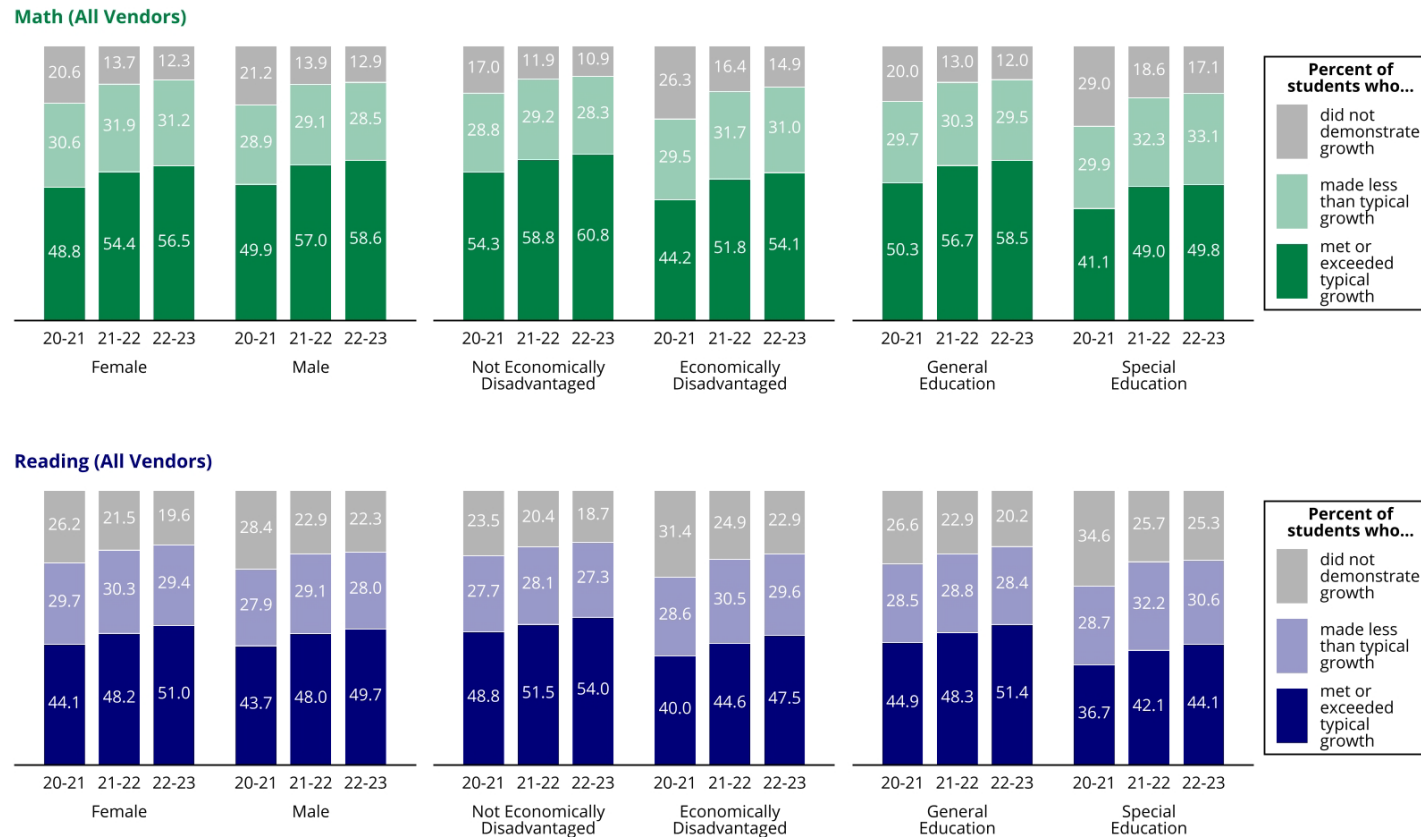 Math (All Vendors)
20.6 13.7 12.3 21.2 13.9 12.9 17.0 11.9 10.9 26.3 16.4 14.9 20.0 13.0 12.0 29.0 18.6 17.1
30.6 31.9 31.2 28.9 29.1 28.5 28.8 29.2 28.3 29.5 31.7 31.0 29.7 30.3 29.5 29.9 32.3 33.1
48.8 54.4 56.5 49.9 57.0 58.6 54.3 58.8 60.8 44.2 51.8 54.1 50.3 56.7 58.5 41.1 49.0 49.8
20-21 21-22 22-23 20-21 21-22 22-23 20-21 21-22 22-23 20-21 21-22 22-23 20-21 21-22 22-23 20-21 21-22 22-23
Female
Male
Not Economically
Disadvantaged
Economically
Disadvantaged
General
Education
Special
Education
Percent of
students who...
did not
demonstrate
growth
made less
than typical
growth
met or
exceeded
typical
growth
Reading (All Vendors)
26.2 21.5 19.6 28.4 22.9 22.3 23.5 20.4 18.7 31.4 24.9 22.9 26.6 22.9 20.2 34.6 25.7 25.3
29.7 30.3 29.4 27.9 29.1 28.0 27.7 28.1 27.3 28.6 30.5 29.6 28.5 28.8 28.4 28.7 32.2 30.6
44.1 48.2 51.0 43.7 48.0 49.7 48.8 51.5 54.0 40.0 44.6 47.5 44.9 48.3 51.4 36.7 42.1 44.1
20-21 21-22 22-23 20-21 21-22 22-23 20-21 21-22 22-23 20-21 21-22 22-23 20-21 21-22 22-23 20-21 21-22 22-23
Female
Male
Not Economically
Disadvantaged
Economically
Disadvantaged
General
Education
Special
Education
Percent of
students who...
did not
demonstrate
growth
made less
than typical
growth
met or
exceeded
typical
growth